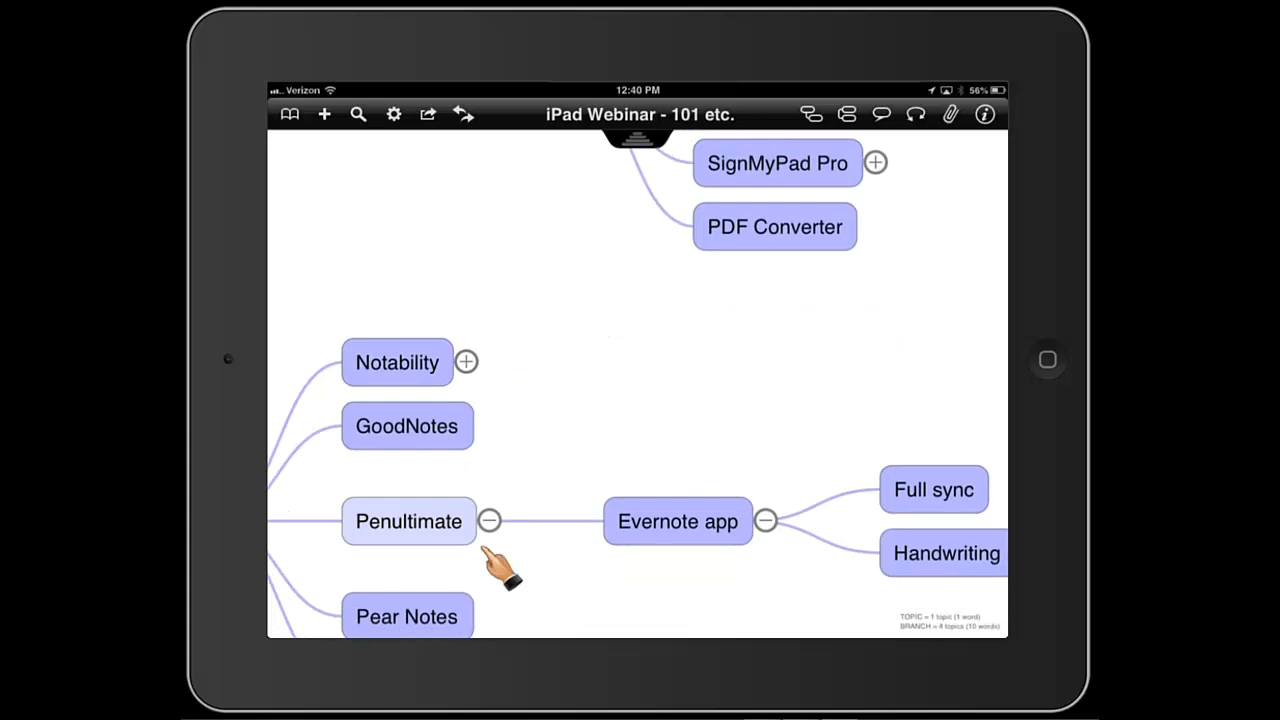 Verizon 12:40 PM 56%
iPad Webinar - 101 etc.
SignMyPad Pro
PDF Converter
Notability
GoodNotes
Full sync
Penultimate Evernote app
Handwriting
Pear Notes
TOPIC = 1 topic (1 word)
BRANCH = 4 topics (10 words)